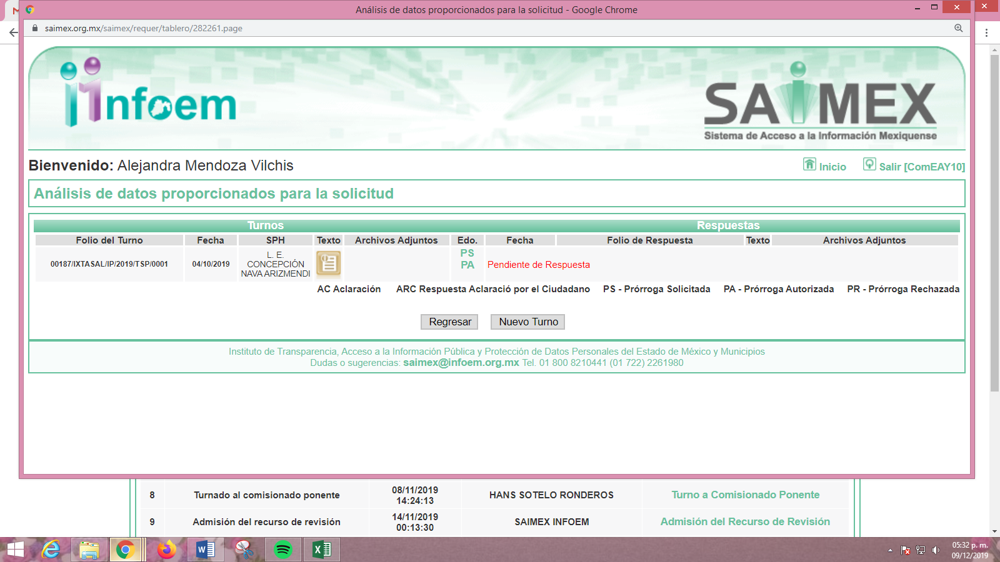 Análisis de datos proporcionados para la solicitud - Google Chrome
saimex.org.mx/saimex/requer/tablero/282261.page
infoem
SAIMEX
Sistema de Acceso a la Información Mexiquense
Bienvenido: Alejandra Mendoza Vilchis
Inicio Salir [ComEAY10]
Análisis de datos proporcionados para la solicitud
Turnos Respuestas
Folio del Turno Fecha SPH Texto Archivos Adjuntos Edo. Fecha Folio de Respuesta Texto Archivos Adjuntos
00187/IXTASAL/IP/2019/TSP/0001 04/10/2019 L. E. CONCEPCIÓN NAVA ARIZMENDI PS PA Pendiente de Respuesta
AC Aclaración ARC Respuesta Aclaració por el Ciudadano PS - Prórroga Solicitada PA - Prórroga Autorizada PR - Prórroga Rechazada
Regresar Nuevo Turno
Instituto de Transparencia, Acceso a la Información Pública y Protección de Datos Personales del Estado de México y Municipios
Dudas o sugerencias: saimex@infoem.org.mx Tel. 01 800 8210441 (01 722) 2261980
8 Turnado al comisionado ponente 08/11/2019 14:24:13 HANS SOTELO RONDEROS Turno a Comisionado Ponente
9 Admisión del recurso de revisión 14/11/2019 00:13:30 SAIMEX INFOEM Admisión del Recurso de Revisión
05:32 p. m.
09/12/2019